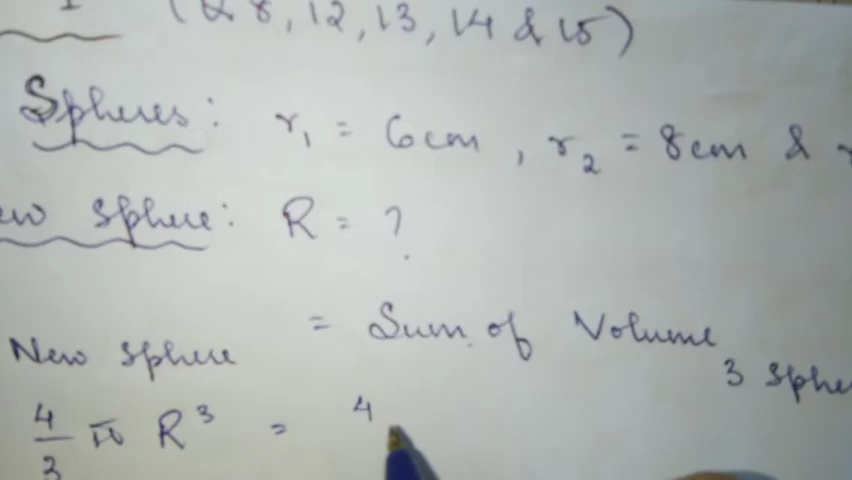 (Q 8, 12, 13, 14 & 15)
Spheres: r₁ = 6cm, r₂ = 8cm & r
ew sphere: R = ?
New sphere = Sum of Volume 3 sphe
4/3 π R³ = 4